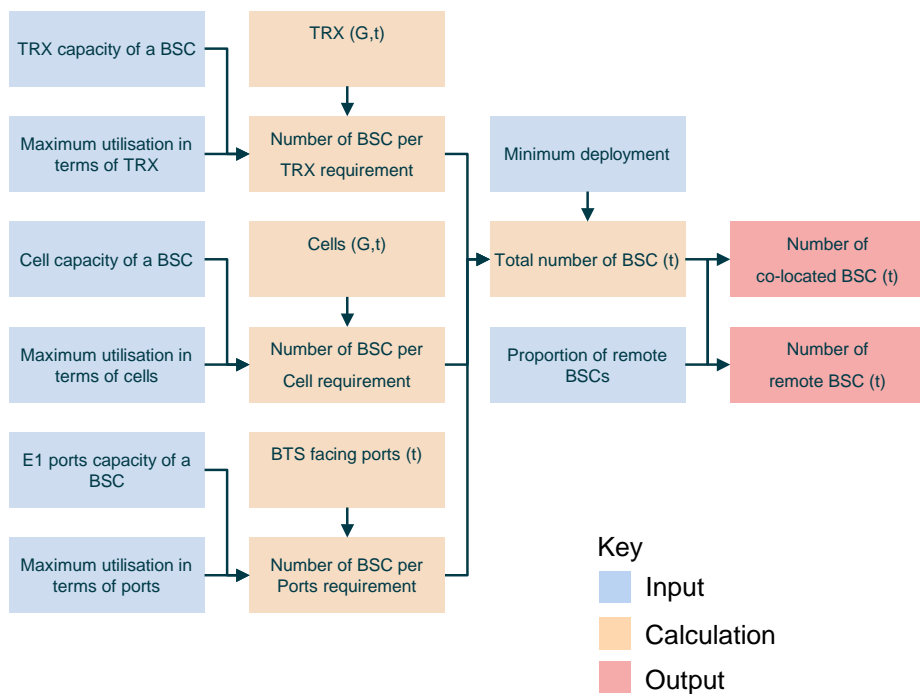 TRX capacity of a BSC
TRX (G,t)
Maximum utilisation in
terms of TRX
Number of BSC per
TRX requirement
Minimum deployment
Cell capacity of a BSC
Cells (G,t)
Total number of BSC (t)
Number of
co-located BSC (t)
Maximum utilisation in
terms of cells
Number of BSC per
Cell requirement
Proportion of remote
BSCs
Number of
remote BSC (t)
E1 ports capacity of a
BSC
BTS facing ports (t)
Maximum utilisation in
terms of ports
Number of BSC per
Ports requirement
Key
Input
Calculation
Output